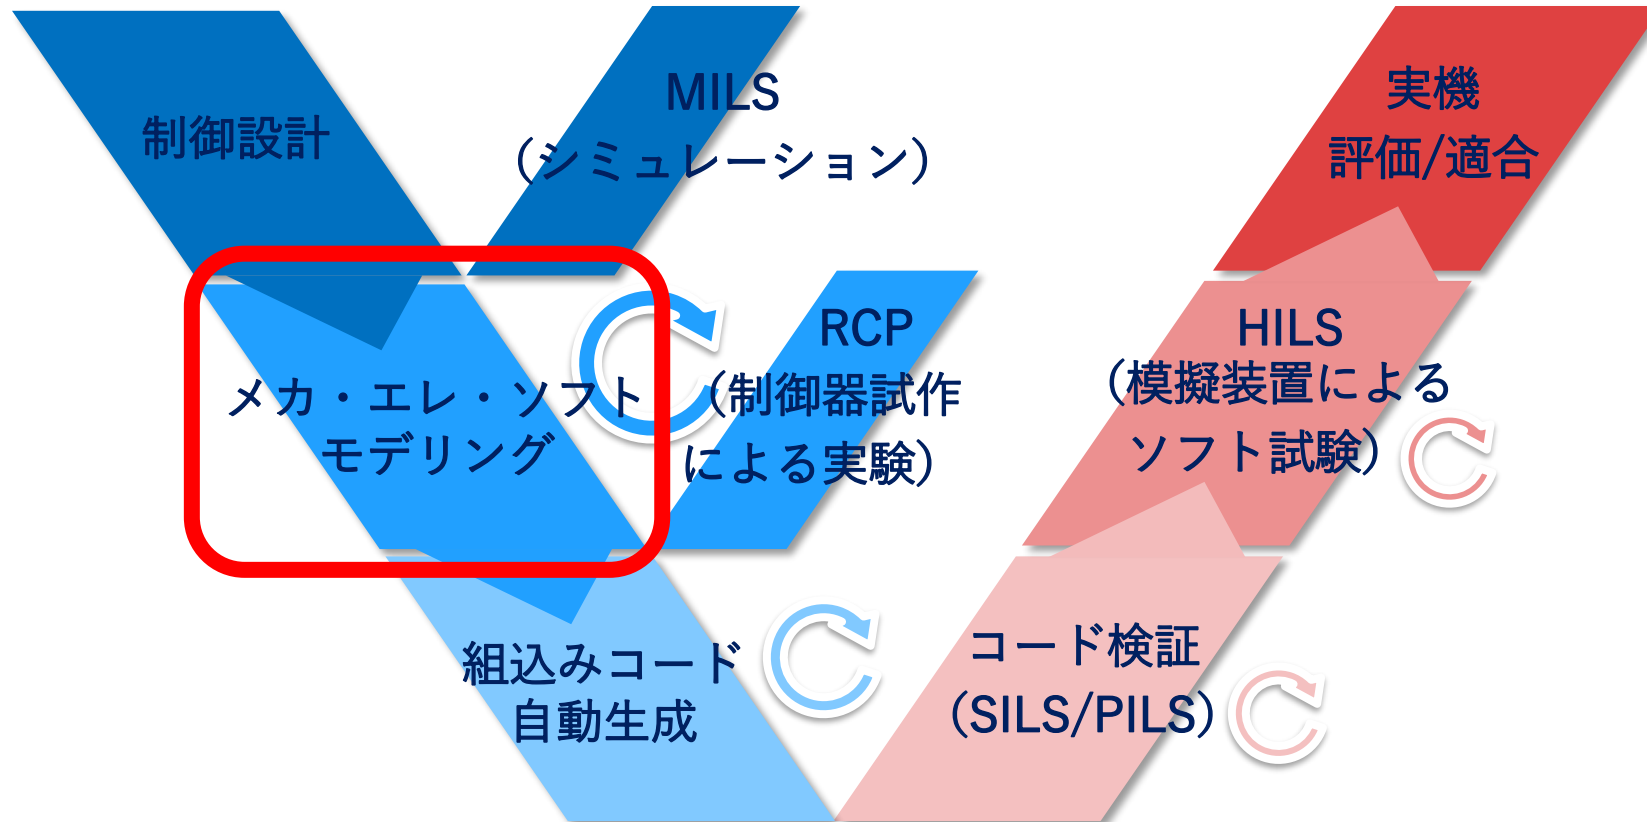 制御設計
MILS
（シミュレーション）
メカ・エレ・ソフト
モデリング
RCP
（制御器試作
による実験）
組込みコード
自動生成
コード検証
（SILS/PILS）
HILS
（模擬装置による
ソフト試験）
実機
評価/適合